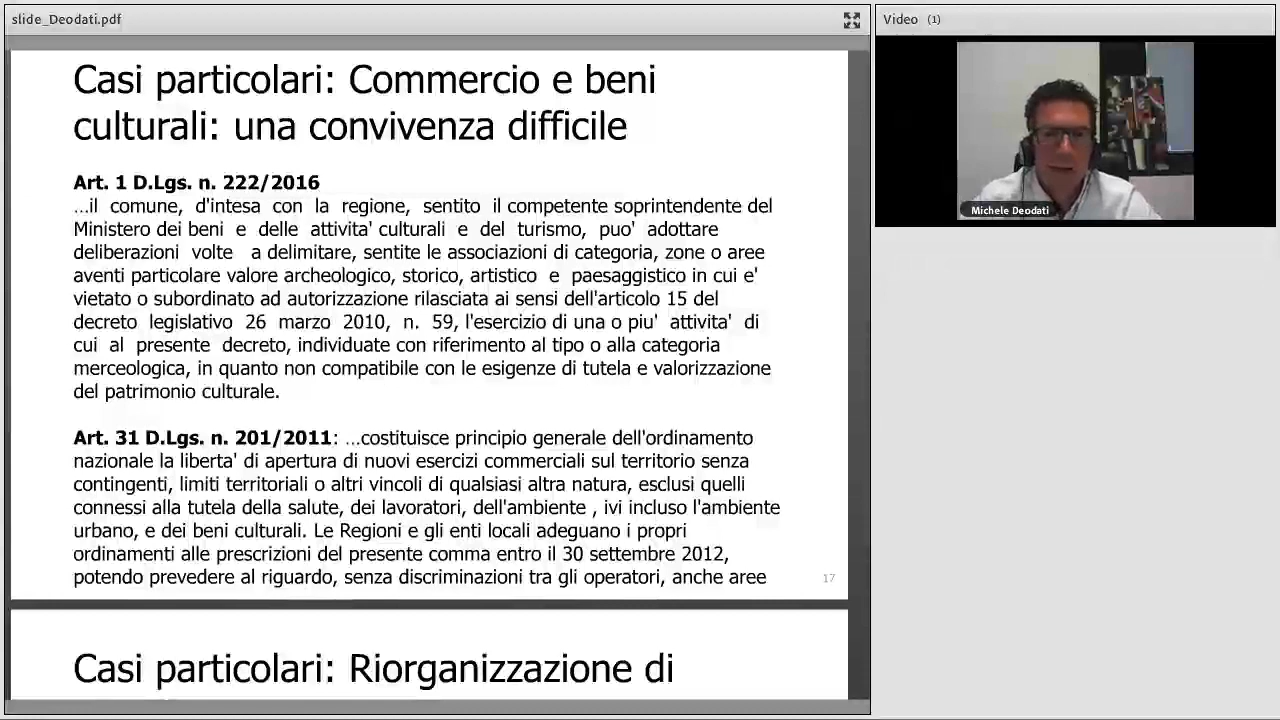 slide_Deodati.pdf
Video (1)
Casi particolari: Commercio e beni
culturali: una convivenza difficile
Art. 1 D.Lgs. n. 222/2016
…il comune, d'intesa con la regione, sentito il competente soprintendente del
Ministero dei beni e delle attivita' culturali e del turismo, puo' adottare
deliberazioni volte a delimitare, sentite le associazioni di categoria, zone o aree
aventi particolare valore archeologico, storico, artistico e paesaggistico in cui e'
vietato o subordinato ad autorizzazione rilasciata ai sensi dell'articolo 15 del
decreto legislativo 26 marzo 2010, n. 59, l'esercizio di una o piu' attivita' di
cui al presente decreto, individuate con riferimento al tipo o alla categoria
merceologica, in quanto non compatibile con le esigenze di tutela e valorizzazione
del patrimonio culturale.
Art. 31 D.Lgs. n. 201/2011: …costituisce principio generale dell'ordinamento
nazionale la liberta' di apertura di nuovi esercizi commerciali sul territorio senza
contingenti, limiti territoriali o altri vincoli di qualsiasi altra natura, esclusi quelli
connessi alla tutela della salute, dei lavoratori, dell'ambiente , ivi incluso l'ambiente
urbano, e dei beni culturali. Le Regioni e gli enti locali adeguano i propri
ordinamenti alle prescrizioni del presente comma entro il 30 settembre 2012,
potendo prevedere al riguardo, senza discriminazioni tra gli operatori, anche aree
17
Casi particolari: Riorganizzazione di
Michele Deodati